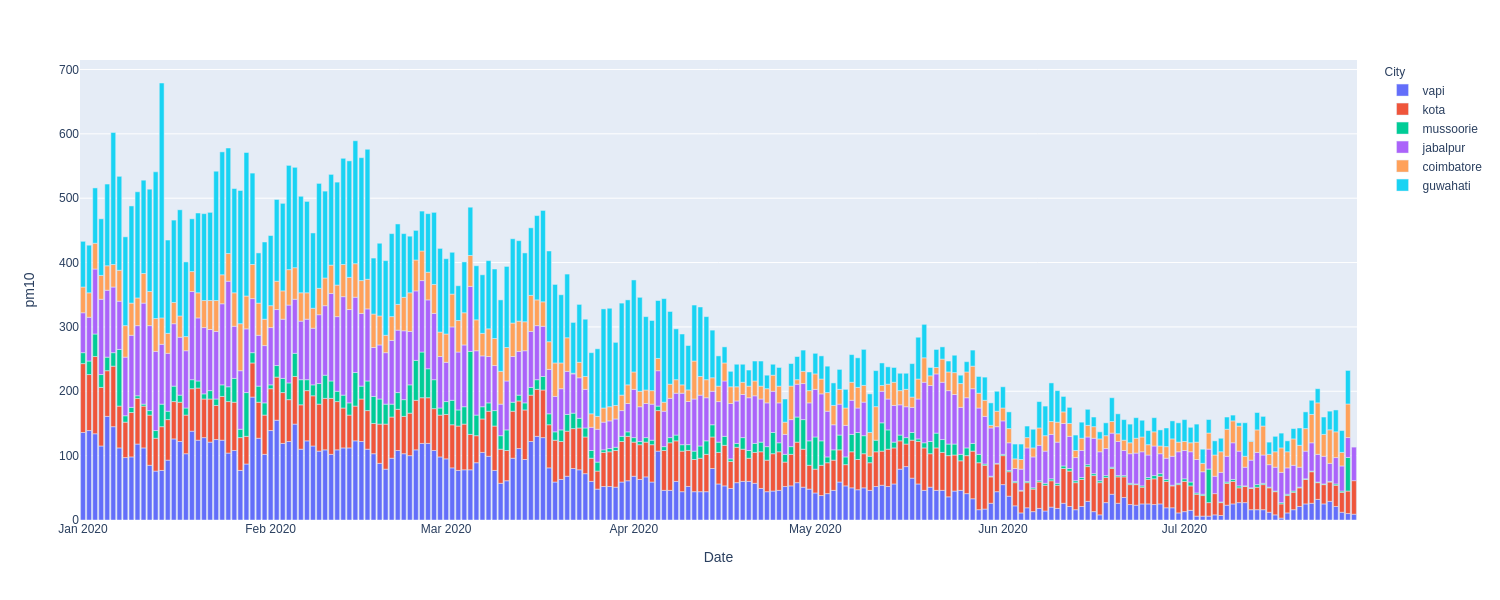 700
600
500
400
300
200
100
0
pm10
Jan 2020
Feb 2020
Mar 2020
Apr 2020
May 2020
Jun 2020
Jul 2020
Date
City
vapi
kota
mussoorie
jabalpur
coimbatore
guwahati